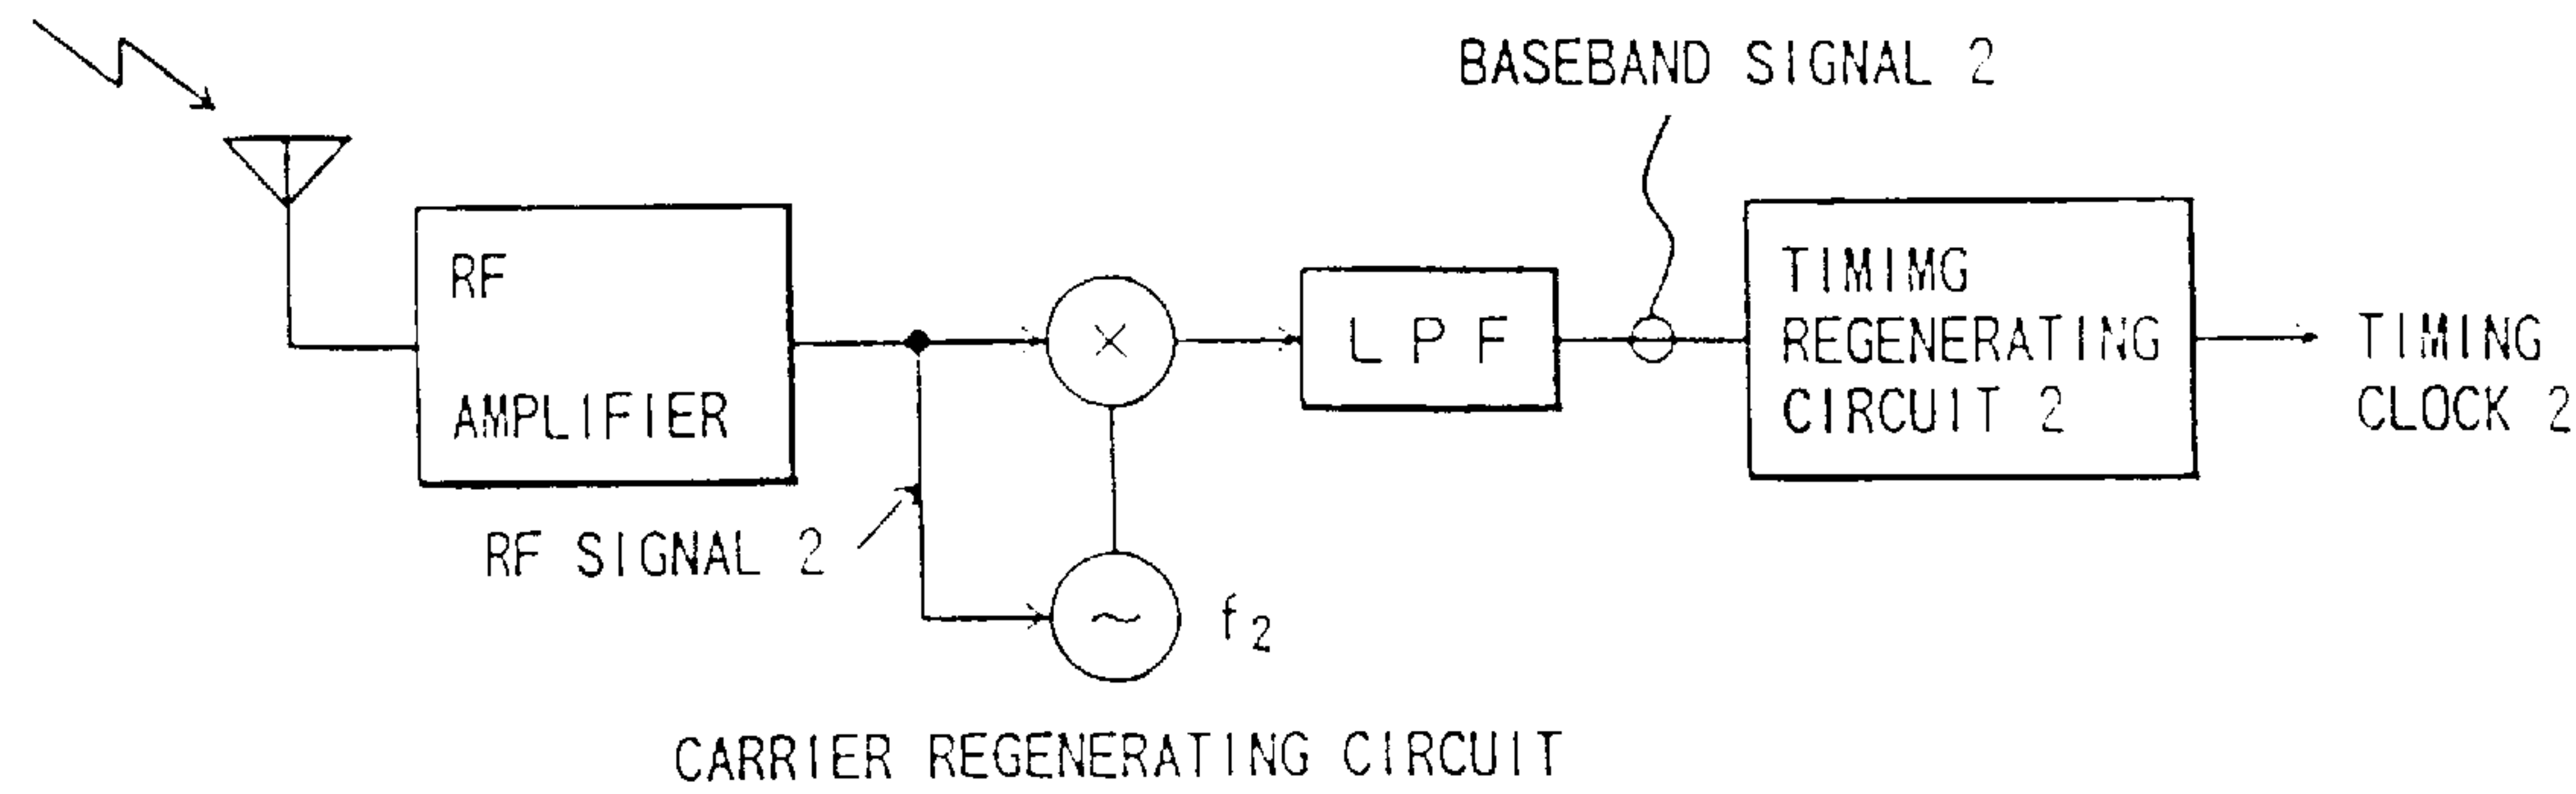 BASEBAND SIGNAL 2
RF
AMPLIFIER
×
LPF
TIMIMG
REGENERATING
CIRCUIT 2
TIMING
CLOCK 2
RF SIGNAL 2
~
f2
CARRIER REGENERATING CIRCUIT